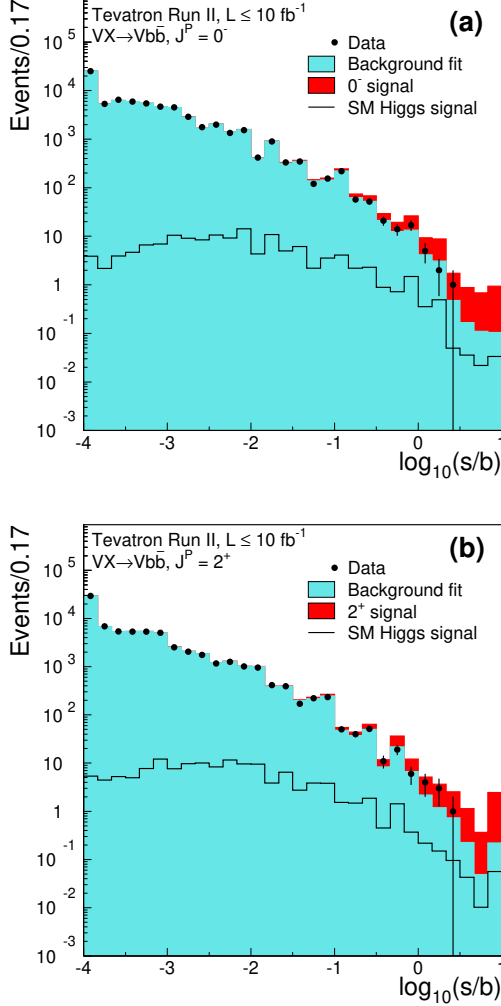 Tevatron Run II, L ≤ 10 fb⁻¹
(a)
VX→Vbb̄, Jᴾ = 0⁻
Data
Background fit
0⁻ signal
SM Higgs signal
Events/0.17
10⁵
10⁴
10³
10²
10
1
10⁻¹
10⁻²
10⁻³
-4 -3 -2 -1 0 1
log₁₀(s/b)
Tevatron Run II, L ≤ 10 fb⁻¹
(b)
VX→Vbb̄, Jᴾ = 2⁺
Data
Background fit
2⁺ signal
SM Higgs signal
Events/0.17
10⁵
10⁴
10³
10²
10
1
10⁻¹
10⁻²
10⁻³
-4 -3 -2 -1 0 1
log₁₀(s/b)